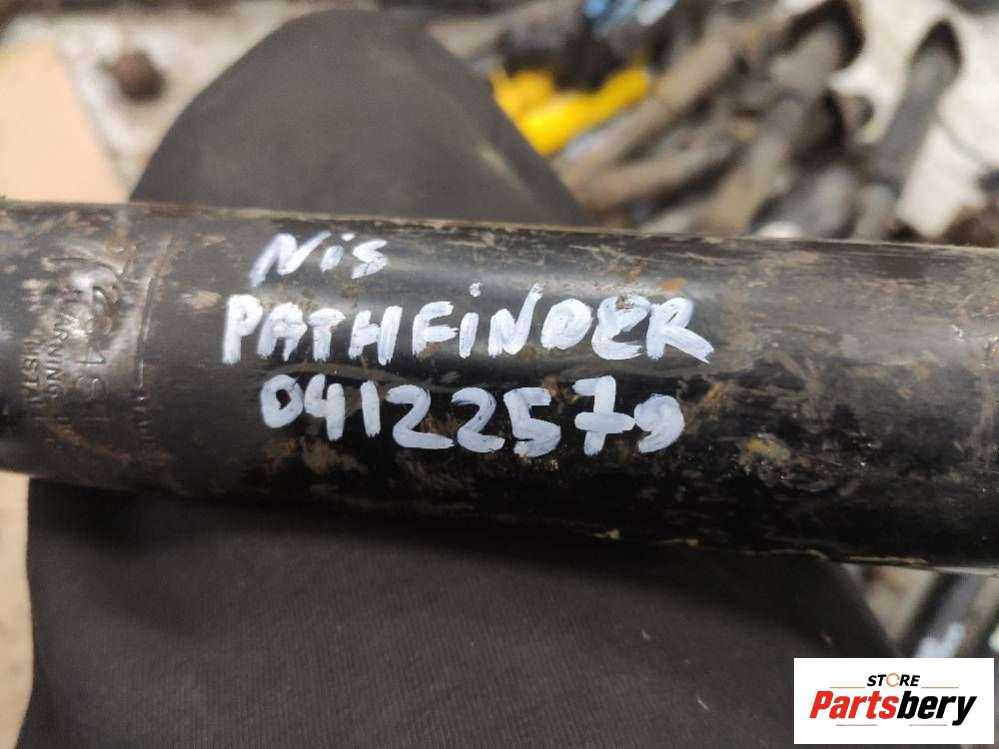 Nis
PATHFiNDER
04122579
STORE
Partsbery